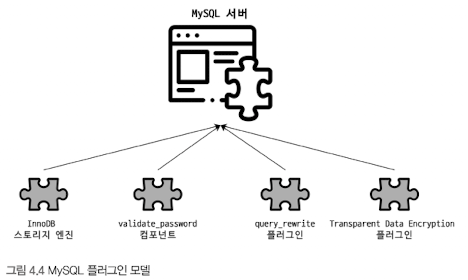 MySQL 서버
InnoDB
스토리지 엔진
validate_password
컴포넌트
query_rewrite
플러그인
Transparent Data Encryption
플러그인
그림 4.4 MySQL 플러그인 모델